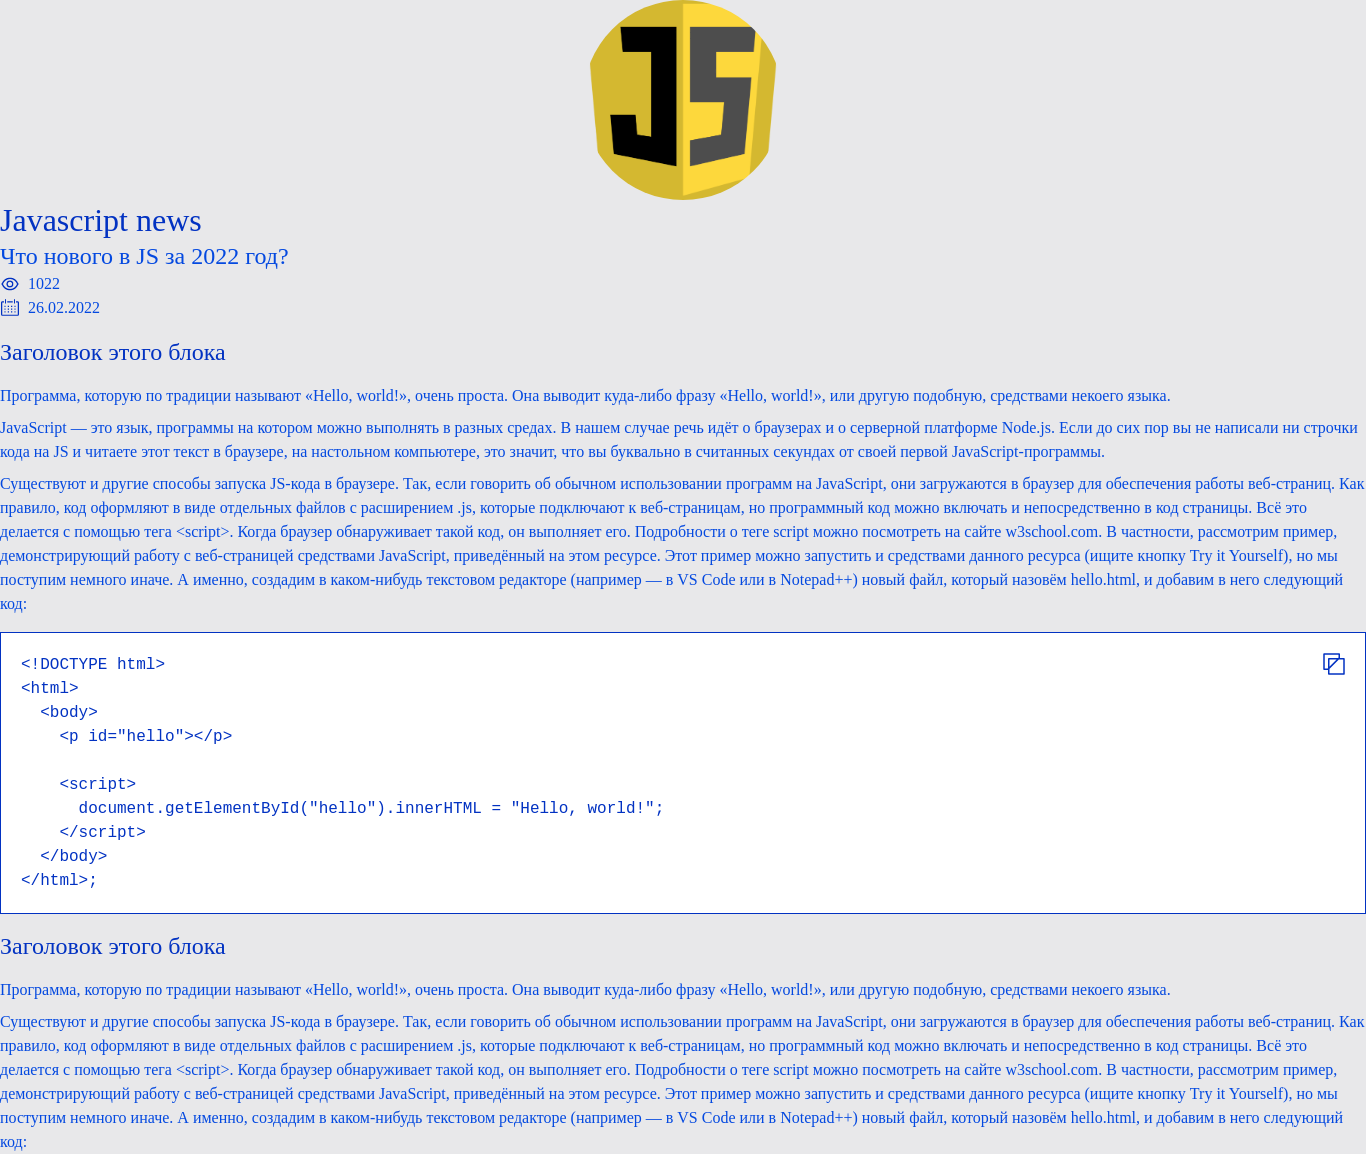 JS
Javascript news
Что нового в JS за 2022 год?
1022
26.02.2022
Заголовок этого блока
Программа, которую по традиции называют «Hello, world!», очень проста. Она выводит куда-либо фразу «Hello, world!», или другую подобную, средствами некоего языка.
JavaScript — это язык, программы на котором можно выполнять в разных средах. В нашем случае речь идёт о браузерах и о серверной платформе Node.js. Если до сих пор вы не написали ни строчки
кода на JS и читаете этот текст в браузере, на настольном компьютере, это значит, что вы буквально в считанных секундах от своей первой JavaScript-программы.
Существуют и другие способы запуска JS-кода в браузере. Так, если говорить об обычном использовании программ на JavaScript, они загружаются в браузер для обеспечения работы веб-страниц. Как
правило, код оформляют в виде отдельных файлов с расширением .js, которые подключают к веб-страницам, но программный код можно включать и непосредственно в код страницы. Всё это
делается с помощью тега <script>. Когда браузер обнаруживает такой код, он выполняет его. Подробности о теге script можно посмотреть на сайте w3school.com. В частности, рассмотрим пример,
демонстрирующий работу с веб-страницей средствами JavaScript, приведённый на этом ресурсе. Этот пример можно запустить и средствами данного ресурса (ищите кнопку Try it Yourself), но мы
поступим немного иначе. А именно, создадим в каком-нибудь текстовом редакторе (например — в VS Code или в Notepad++) новый файл, который назовём hello.html, и добавим в него следующий
код:
<!DOCTYPE html>
<html>
  <body>
    <p id="hello"></p>
    <script>
      document.getElementById("hello").innerHTML = "Hello, world!";
    </script>
  </body>
</html>;
Заголовок этого блока
Программа, которую по традиции называют «Hello, world!», очень проста. Она выводит куда-либо фразу «Hello, world!», или другую подобную, средствами некоего языка.
Существуют и другие способы запуска JS-кода в браузере. Так, если говорить об обычном использовании программ на JavaScript, они загружаются в браузер для обеспечения работы веб-страниц. Как
правило, код оформляют в виде отдельных файлов с расширением .js, которые подключают к веб-страницам, но программный код можно включать и непосредственно в код страницы. Всё это
делается с помощью тега <script>. Когда браузер обнаруживает такой код, он выполняет его. Подробности о теге script можно посмотреть на сайте w3school.com. В частности, рассмотрим пример,
демонстрирующий работу с веб-страницей средствами JavaScript, приведённый на этом ресурсе. Этот пример можно запустить и средствами данного ресурса (ищите кнопку Try it Yourself), но мы
поступим немного иначе. А именно, создадим в каком-нибудь текстовом редакторе (например — в VS Code или в Notepad++) новый файл, который назовём hello.html, и добавим в него следующий
код: